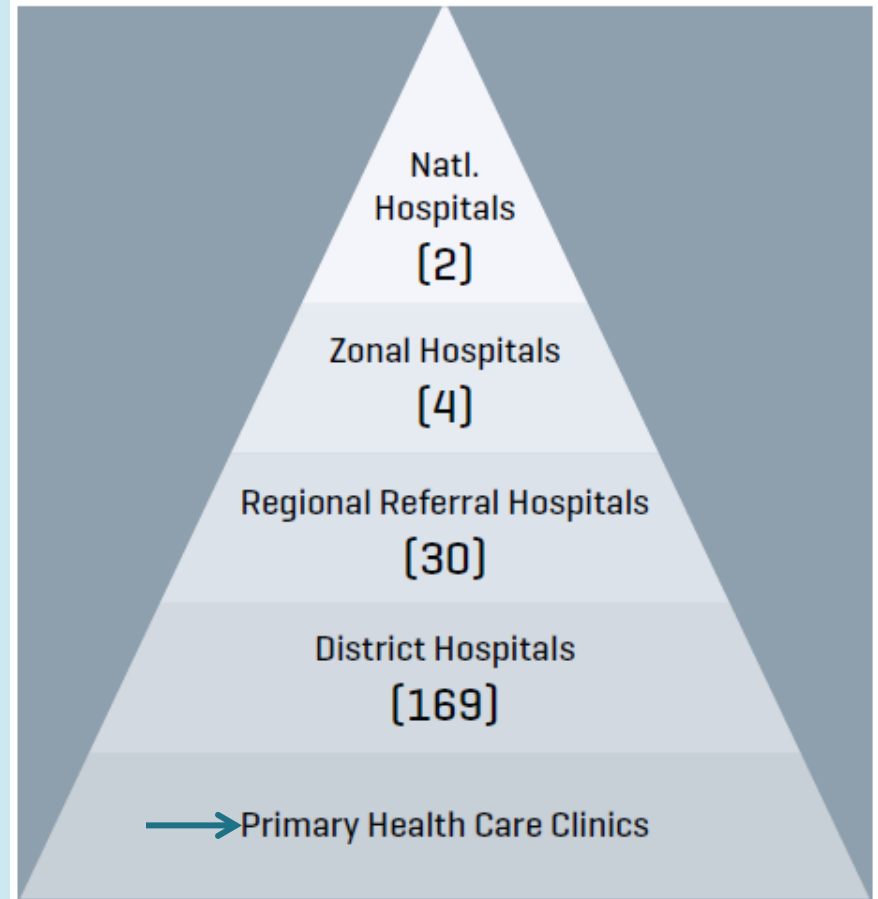 Natl.
Hospitals
(2)
Zonal Hospitals
(4)
Regional Referral Hospitals
(30)
District Hospitals
(169)
Primary Health Care Clinics